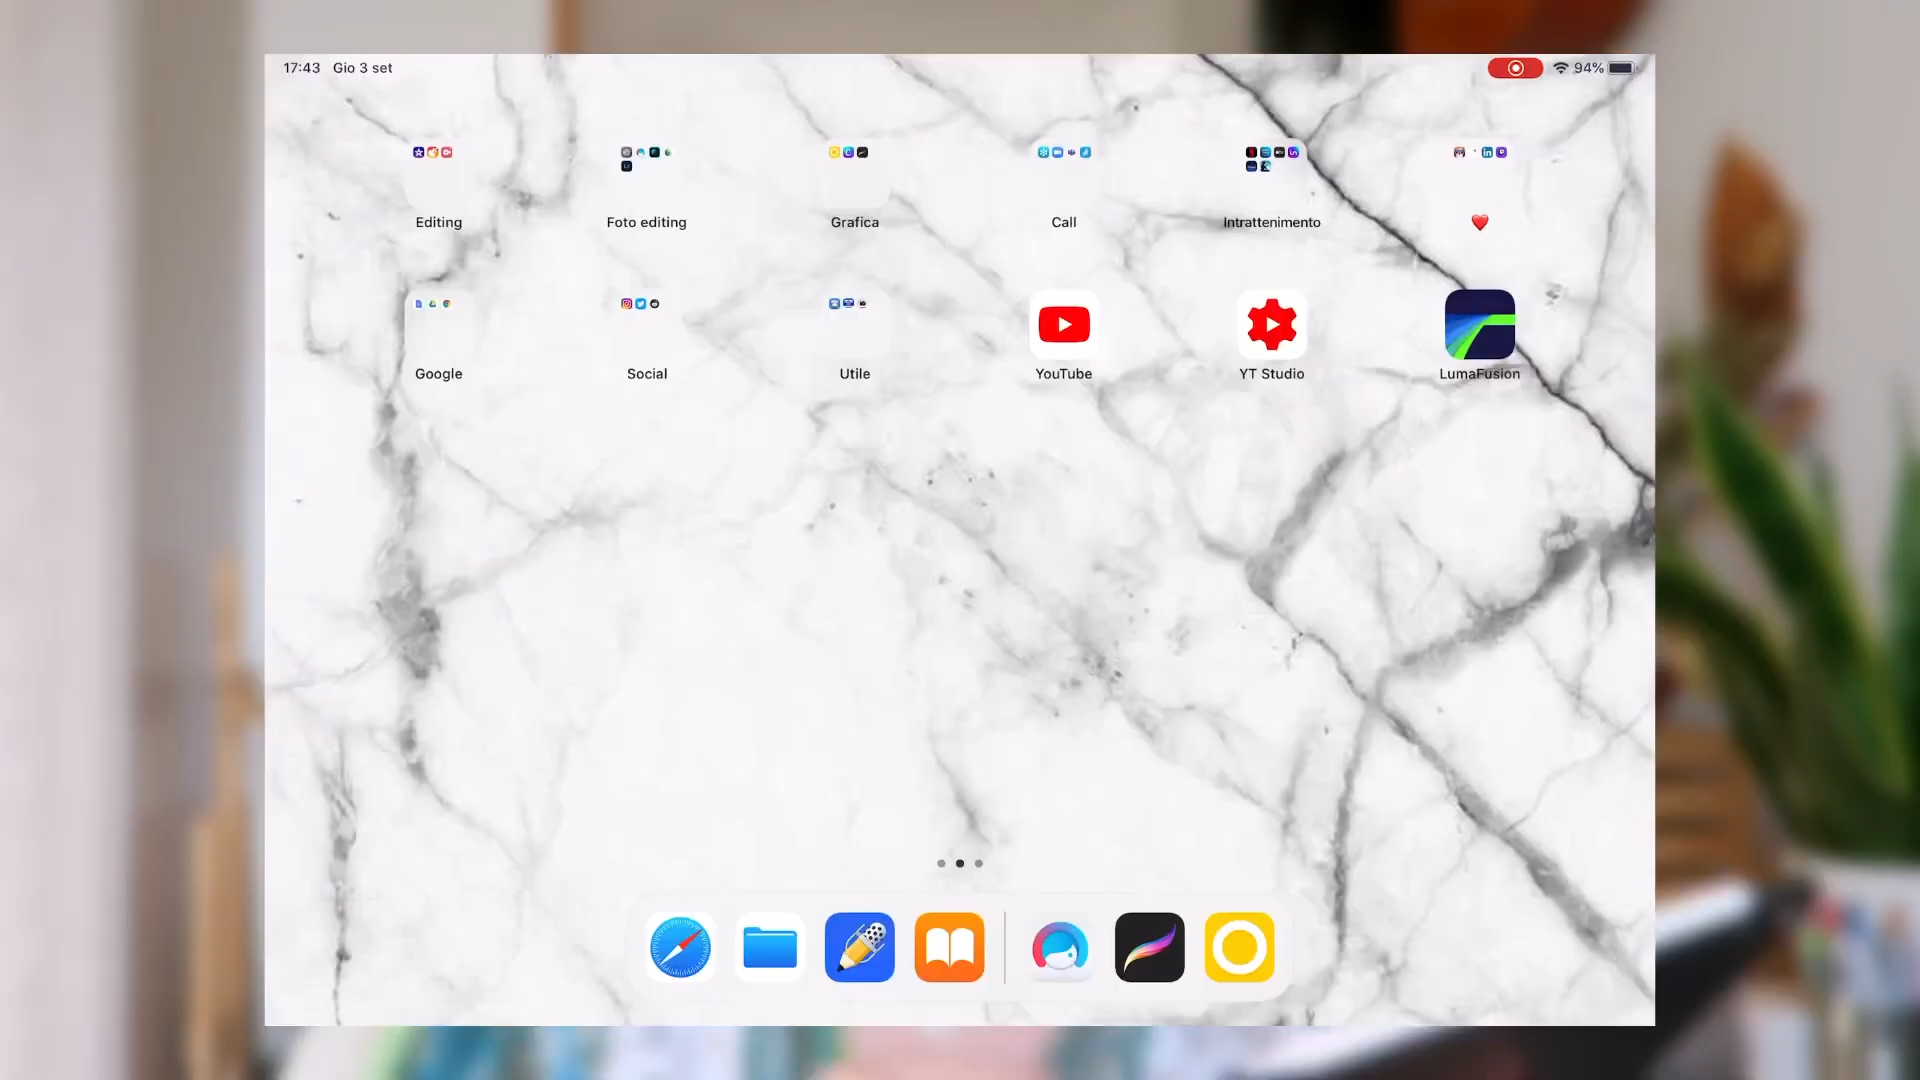 17:43 Gio 3 set
94%
Editing
Foto editing
Grafica
Call
Intrattenimento
Google
Social
Utile
YouTube
YT Studio
LumaFusion